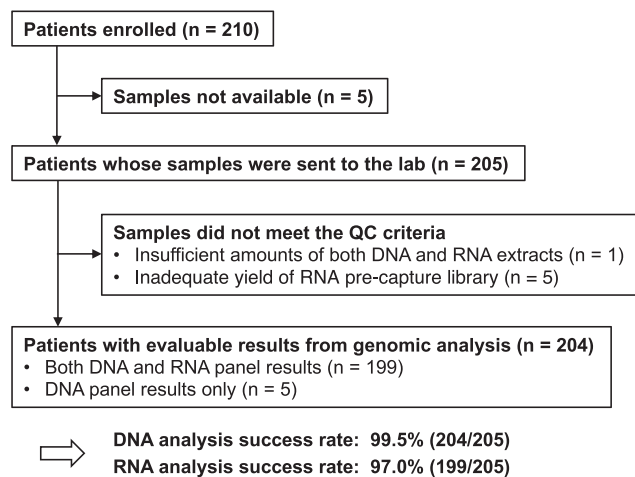 Patients enrolled (n = 210)
Samples not available (n = 5)
Patients whose samples were sent to the lab (n = 205)
Samples did not meet the QC criteria
• Insufficient amounts of both DNA and RNA extracts (n = 1)
• Inadequate yield of RNA pre-capture library (n = 5)
Patients with evaluable results from genomic analysis (n = 204)
• Both DNA and RNA panel results (n = 199)
• DNA panel results only (n = 5)
DNA analysis success rate: 99.5% (204/205)
RNA analysis success rate: 97.0% (199/205)